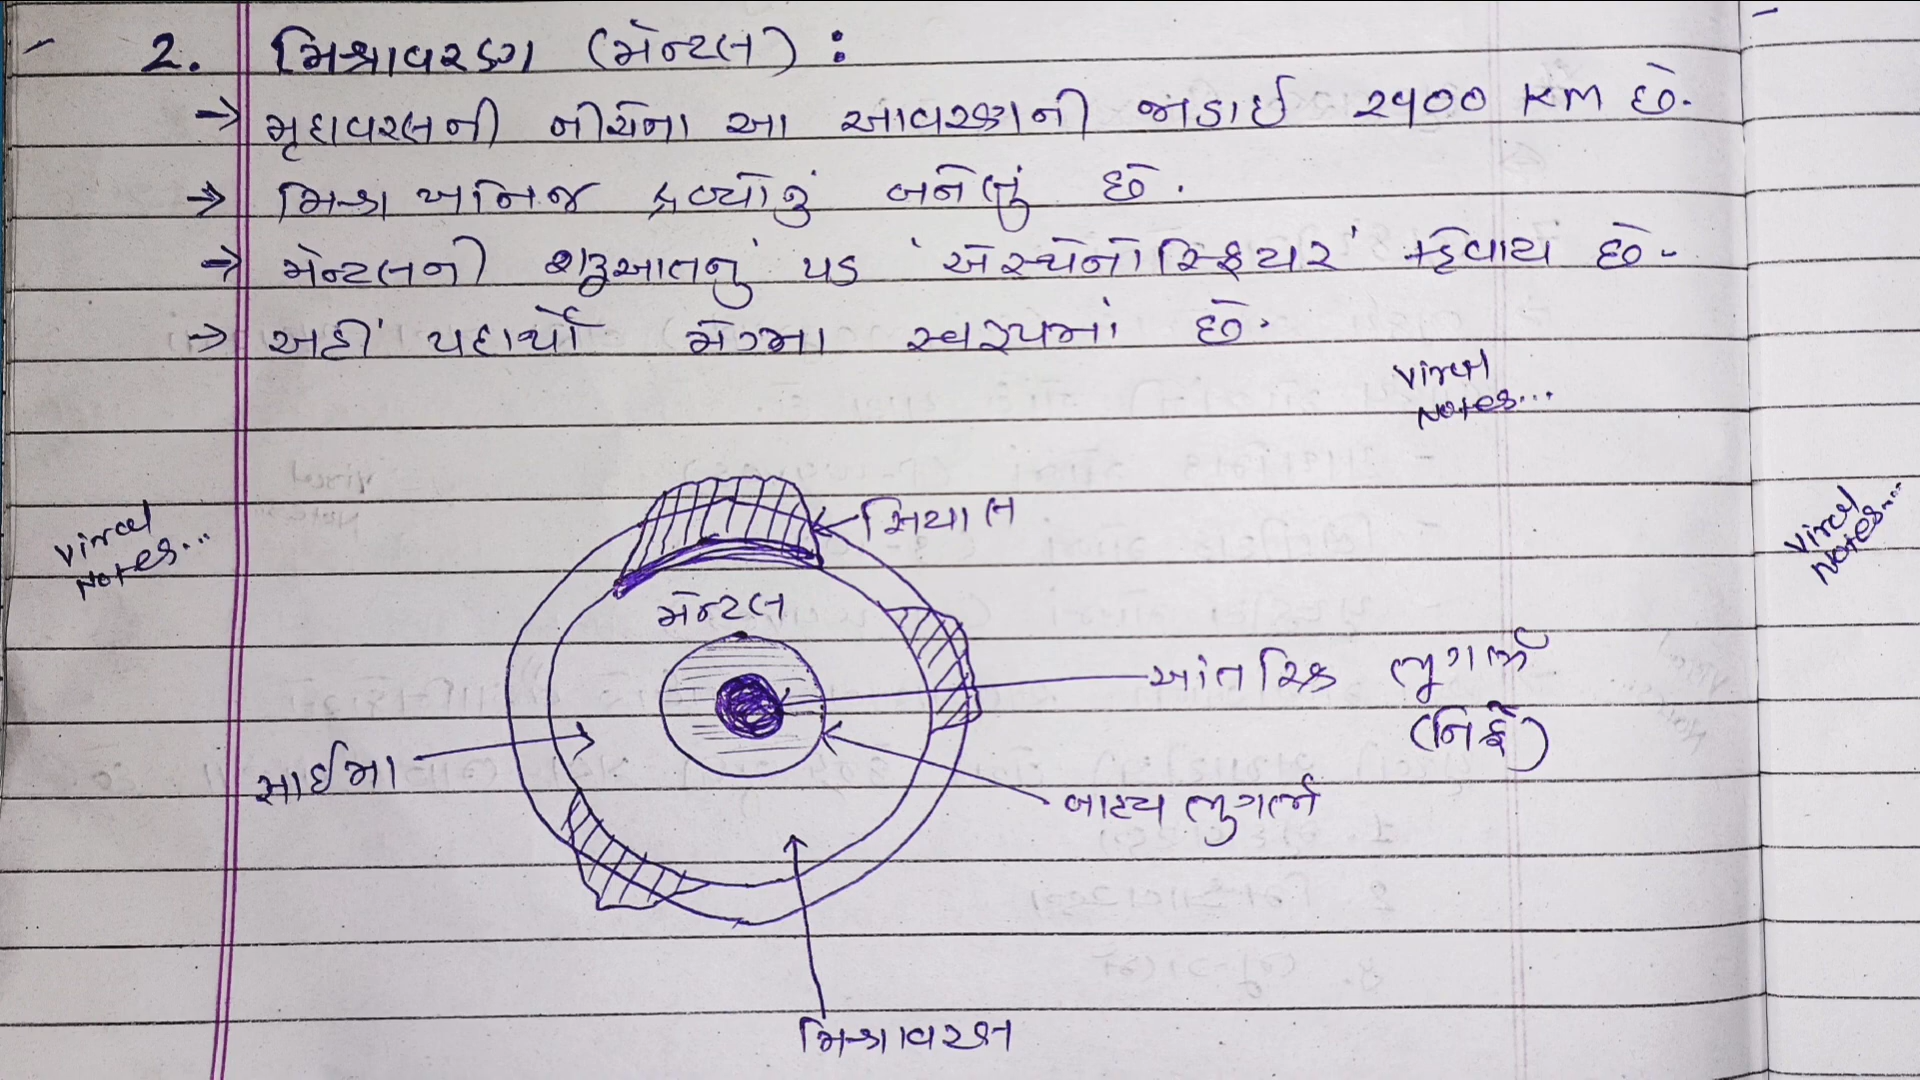 2. મિશ્રાવરણ (મેન્ટલ) :
→ મૃદાવરણની નીચેના આ આવરણની જાડાઈ ૨૧૦૦ KM છે.
→ મિશ્ર ખનિજ દ્રવ્યોનું બનેલું છે.
→ મેન્ટલની શરૂઆતનું પડ 'એસ્થેનોસ્ફિયર' કહેવાય છે.
→ અહીં પદાર્થો મેગ્મા સ્વરૂપમાં છે.
Viral
Notes...
સિયાલ
Viral
Notes...
Viral
Notes...
મેન્ટલ
આંતરિક ભૂગર્ભ
(નિફે)
સાઈમા
બાહ્ય ભુગર્ભ
મિશ્રાવરણ